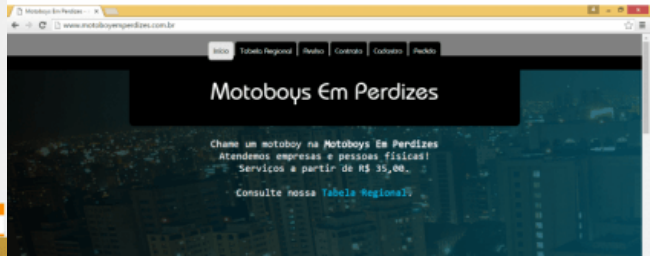 Motoboys Em Perdizes
www.motoboyemperdizes.com.br
Início Tabela Regional Avulso Contrato Cadastro Pedido
Motoboys Em Perdizes
Chame um motoboy na Motoboys Em Perdizes
Atendemos empresas e pessoas físicas!
Serviços a partir de R$ 35,00.
Consulte nossa Tabela Regional.